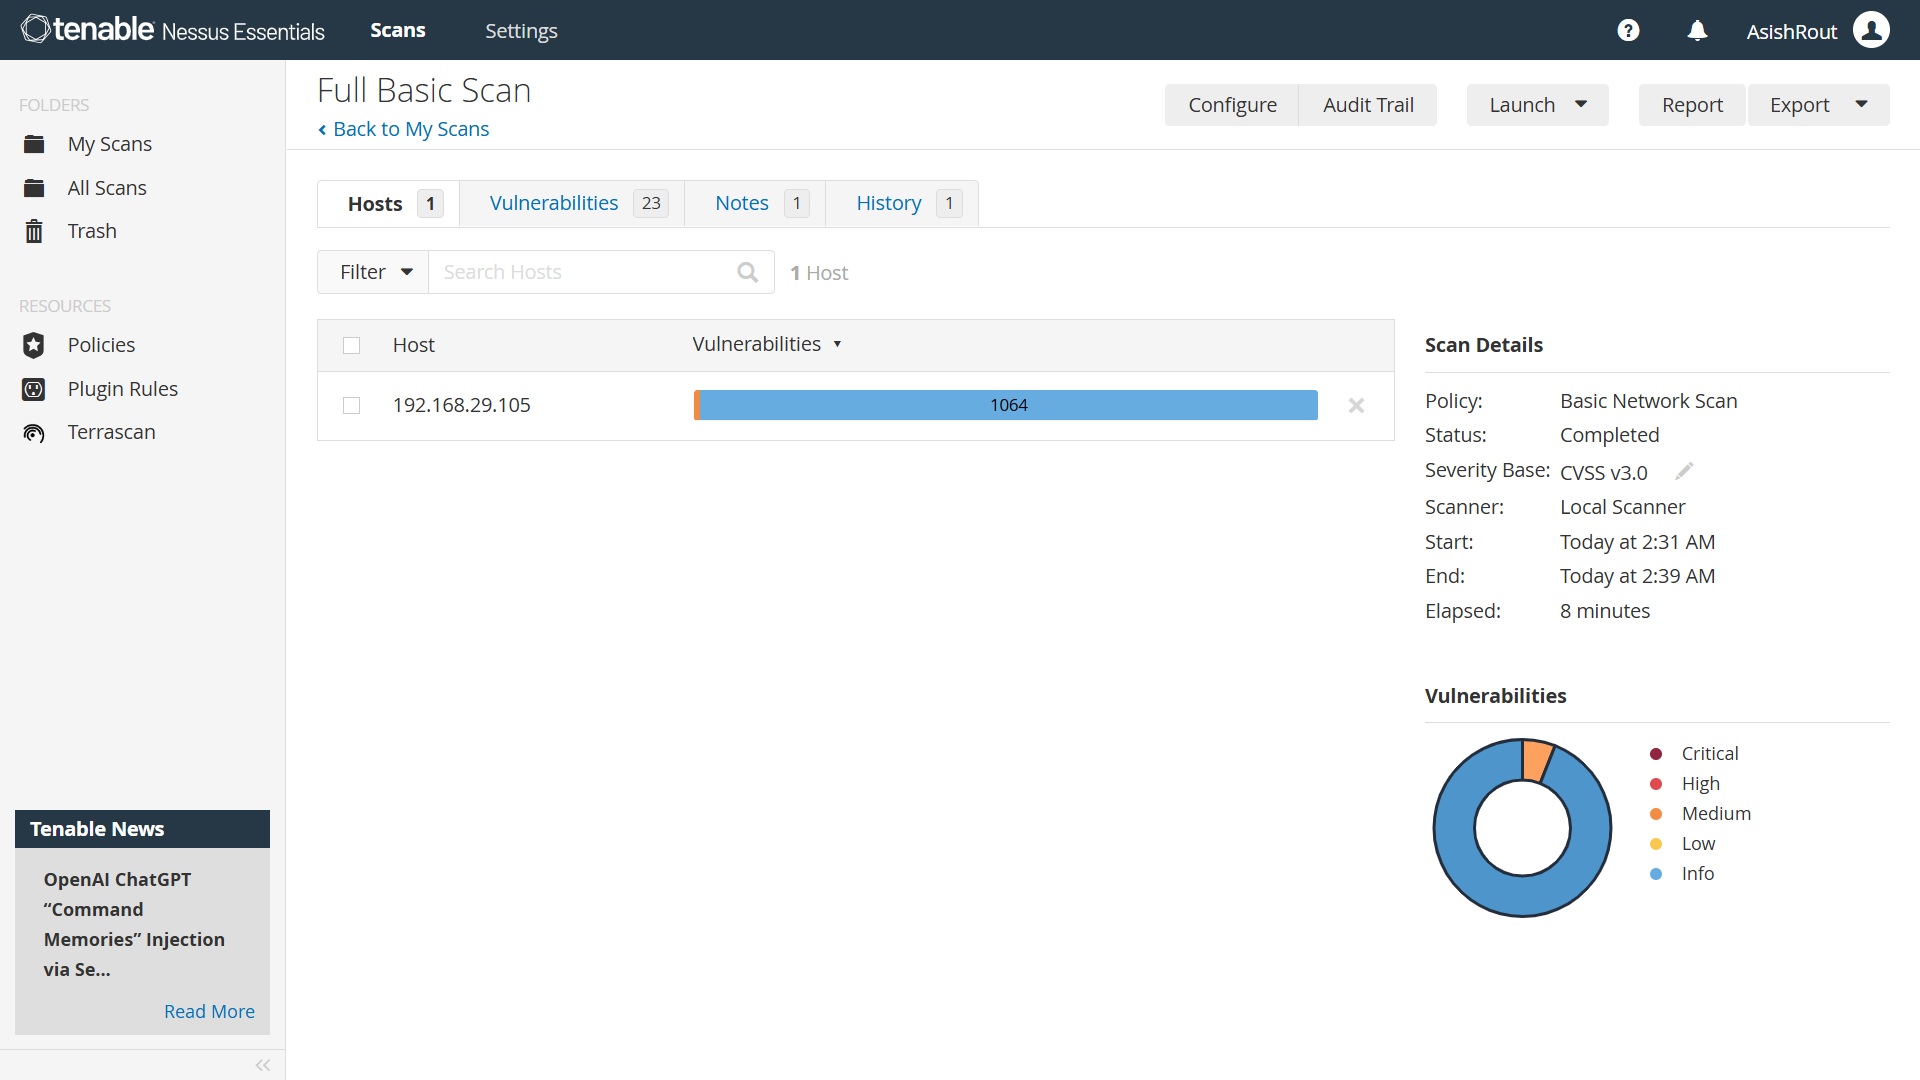 tenable Nessus Essentials
Scans
Settings
AsishRout
FOLDERS
My Scans
All Scans
Trash
RESOURCES
Policies
Plugin Rules
Terrascan
Tenable News
OpenAI ChatGPT
“Command
Memories” Injection
via Se...
Read More
Full Basic Scan
Back to My Scans
Configure
Audit Trail
Launch
Report
Export
Hosts 1
Vulnerabilities 23
Notes 1
History 1
Filter
Search Hosts
1 Host
Host
Vulnerabilities
192.168.29.105
1064
Scan Details
Policy: Basic Network Scan
Status: Completed
Severity Base: CVSS v3.0
Scanner: Local Scanner
Start: Today at 2:31 AM
End: Today at 2:39 AM
Elapsed: 8 minutes
Vulnerabilities
Critical
High
Medium
Low
Info